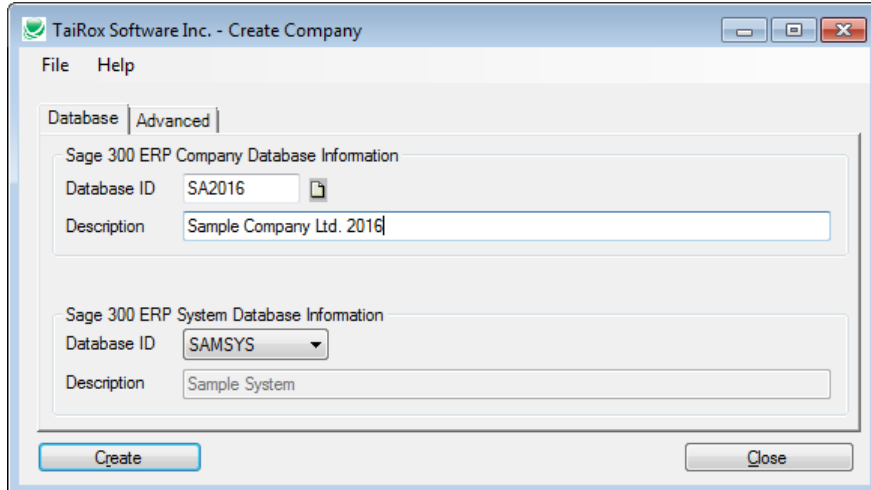 TaiRox Software Inc. - Create Company
File Help
Database Advanced
Sage 300 ERP Company Database Information
Database ID SA2016
Description Sample Company Ltd. 2016
Sage 300 ERP System Database Information
Database ID SAMSYS
Description Sample System
Create Close